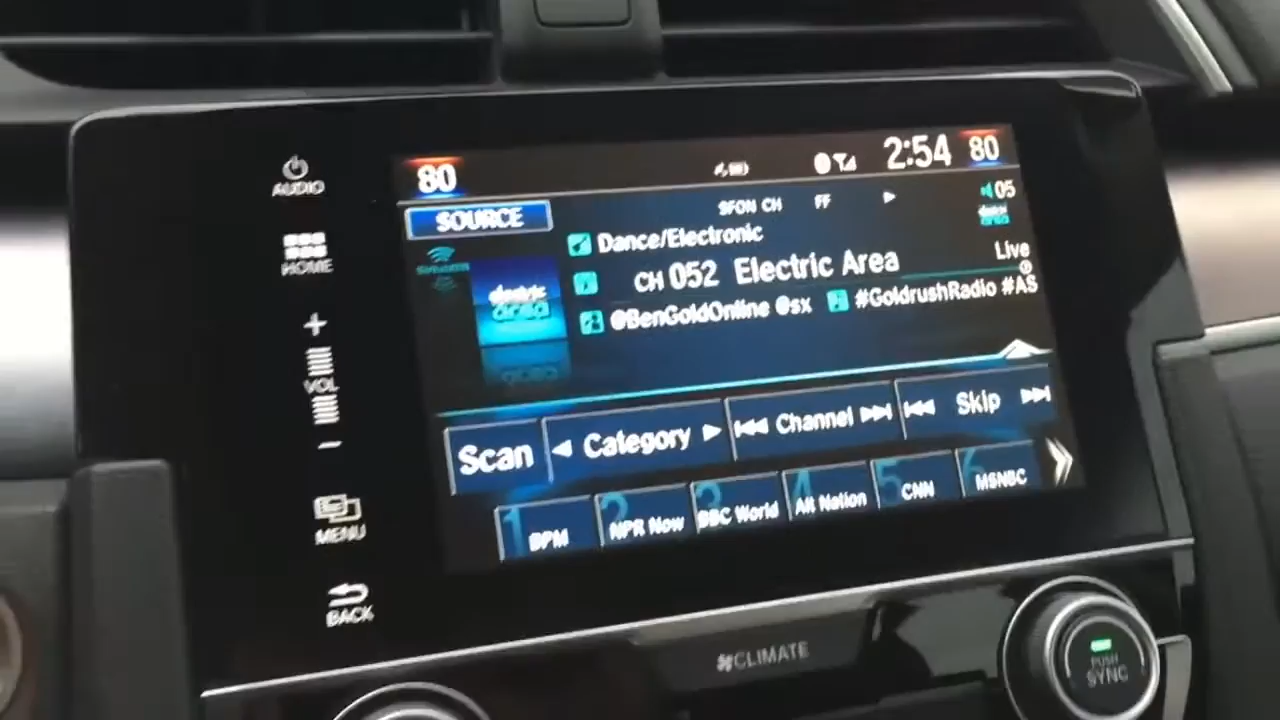 AUDIO
HOME
+
VOL
-
MENU
BACK
80
2:54
80
SOURCE
CH
FF
05
Dance/Electronic
CH 052 Electric Area
Live
electric
area
@BenGoldOnline @sx
#GoldrushRadio #AS
Scan
Category
Channel
Skip
1 BPM
2 NPR Now
3 BBC World
4 Alt Nation
5 CNN
6 MSNBC
CLIMATE
PUSH
SYNC